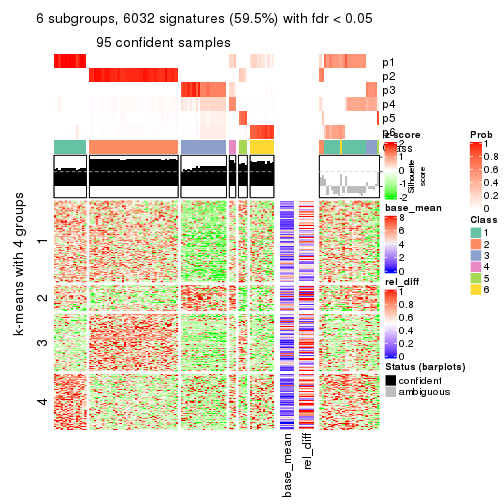 6 subgroups, 6032 signatures (59.5%) with fdr < 0.05
95 confident samples
p1
p2
p3
p4
p5
p6
Class
k-means with 4 groups
1
2
3
4
base_mean
rel_diff
z-score
2
1
0
-1
-2
Silhouette
score
base_mean
8
6
4
2
0
rel_diff
1
0.8
0.6
0.4
0.2
0
Status (barplots)
confident
ambiguous
Prob
1
0.8
0.6
0.4
0.2
0
Class
1
2
3
4
5
6